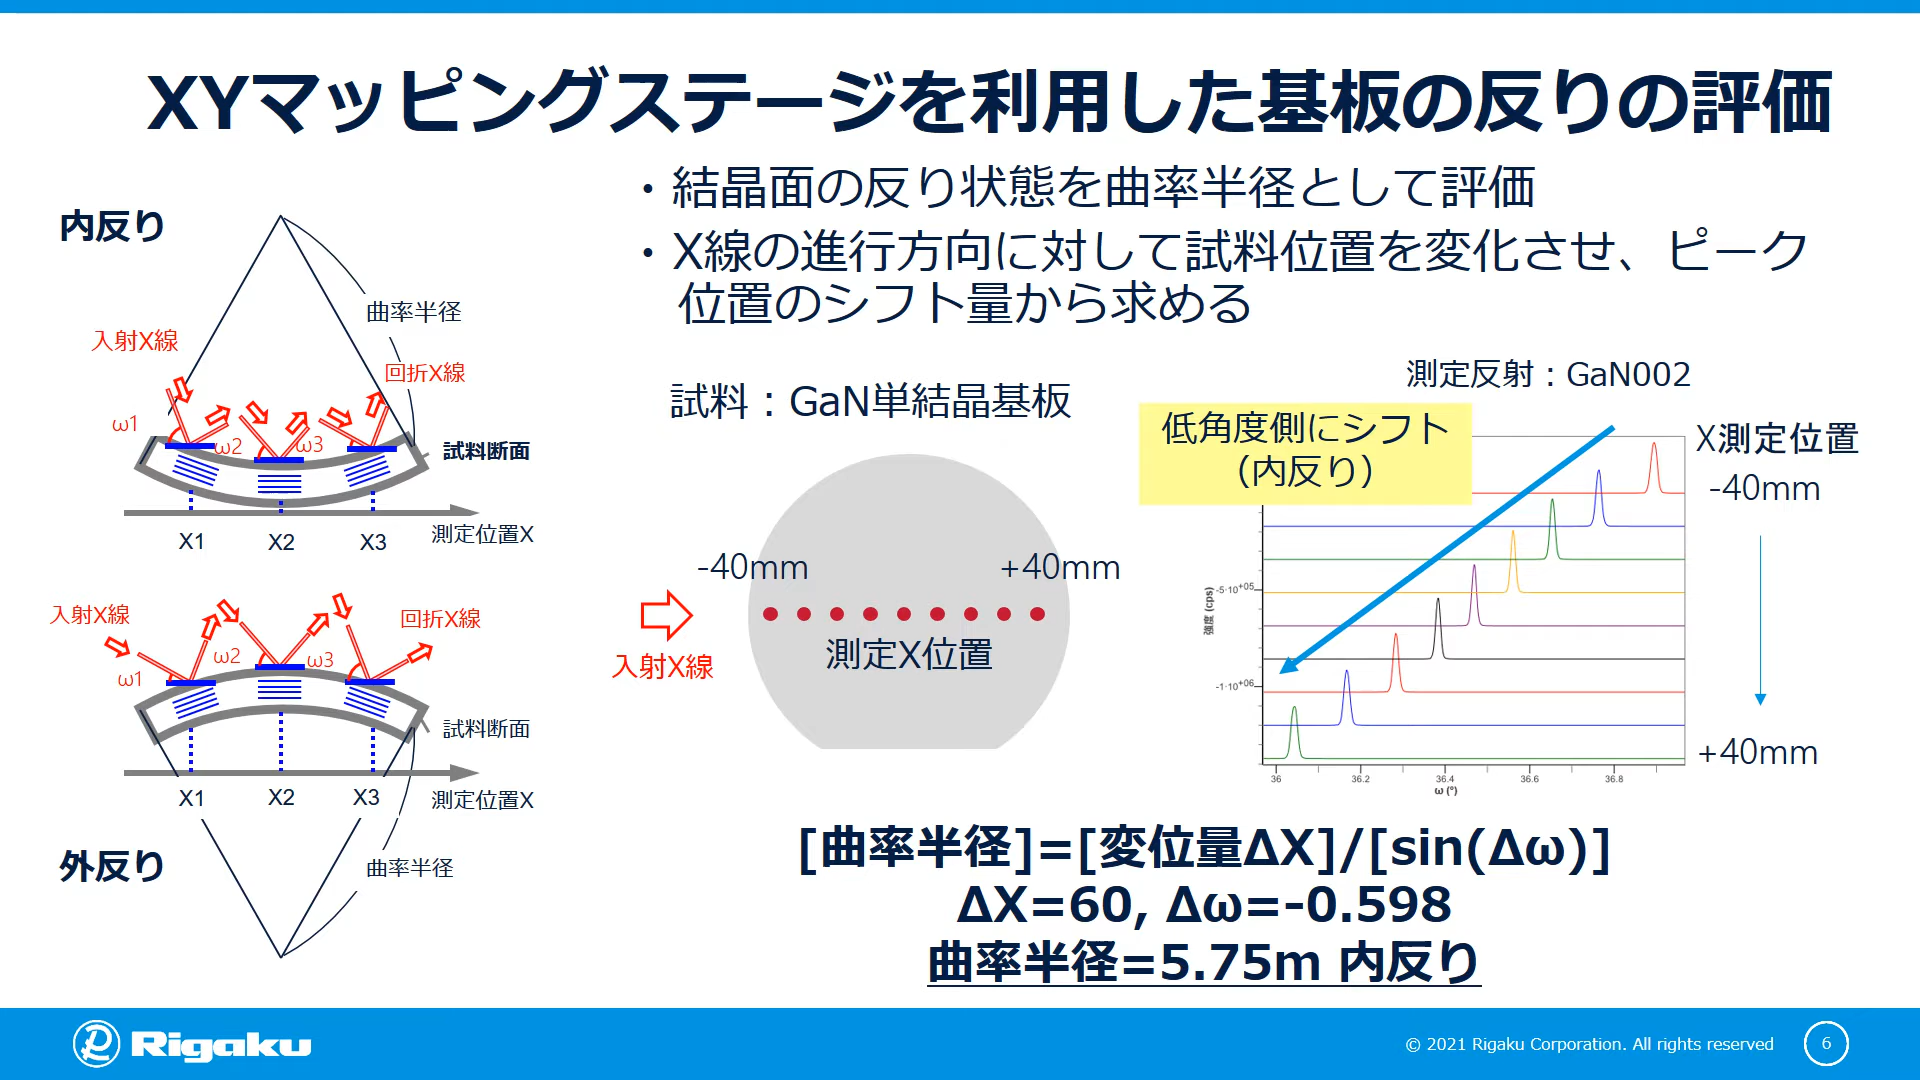 XYマッピングステージを利用した基板の反りの評価
・結晶面の反り状態を曲率半径として評価
・X線の進行方向に対して試料位置を変化させ、ピーク
位置のシフト量から求める
内反り
曲率半径
入射X線
回折X線
ω1
ω2
ω3
試料断面
測定位置X
X1
X2
X3
入射X線
回折X線
ω1
ω2
ω3
試料断面
測定位置X
X1
X2
X3
曲率半径
外反り
試料：GaN単結晶基板
-40mm
+40mm
測定X位置
入射X線
測定反射：GaN002
低角度側にシフト
（内反り）
X測定位置
-40mm
+40mm
強度 (cps)
-5·10+05
-1·10+06
36
36.2
36.4
36.6
36.8
ω (°)
[曲率半径]=[変位量ΔX]/[sin(Δω)]
ΔX=60, Δω=-0.598
曲率半径=5.75m 内反り
Rigaku
© 2021 Rigaku Corporation. All rights reserved
6